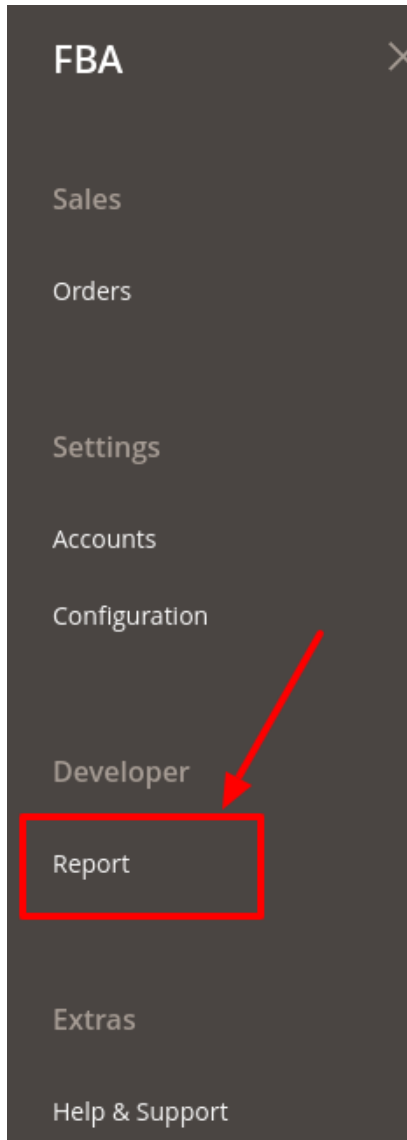 FBA
Sales
Orders
Settings
Accounts
Configuration
Developer
Report
Extras
Help & Support